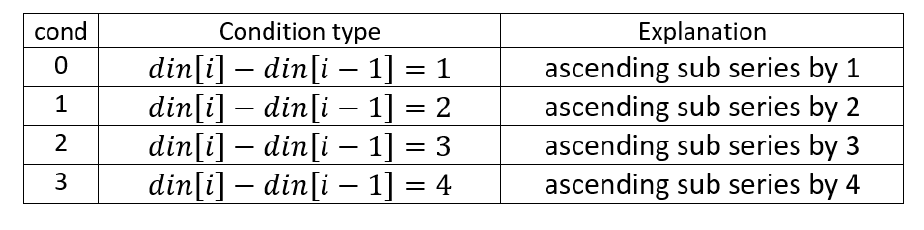 cond Condition type Explanation
0 din[i] − din[i − 1] = 1 ascending sub series by 1
1 din[i] − din[i − 1] = 2 ascending sub series by 2
2 din[i] − din[i − 1] = 3 ascending sub series by 3
3 din[i] − din[i − 1] = 4 ascending sub series by 4